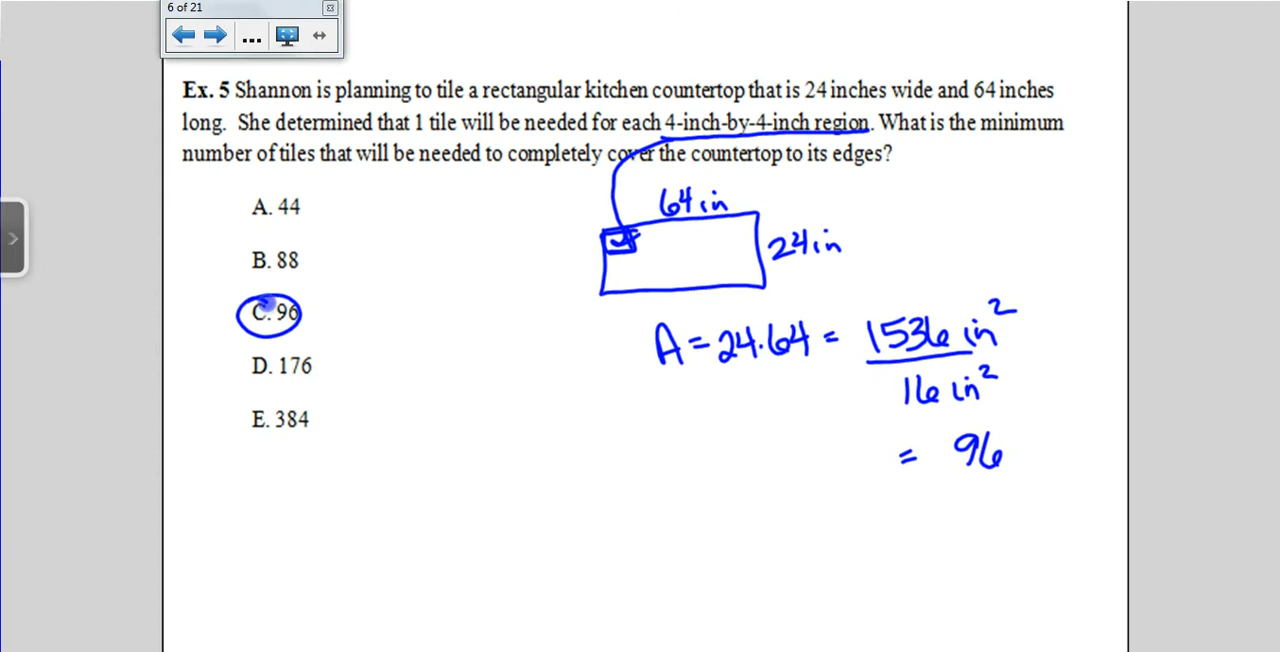 6 of 21
...
Ex. 5 Shannon is planning to tile a rectangular kitchen countertop that is 24 inches wide and 64 inches
long. She determined that 1 tile will be needed for each 4-inch-by-4-inch region. What is the minimum
number of tiles that will be needed to completely cover the countertop to its edges?
A. 44
B. 88
C. 96
D. 176
E. 384
64 in
24 in
A = 24.64 = 1536 in²
16 in²
= 96